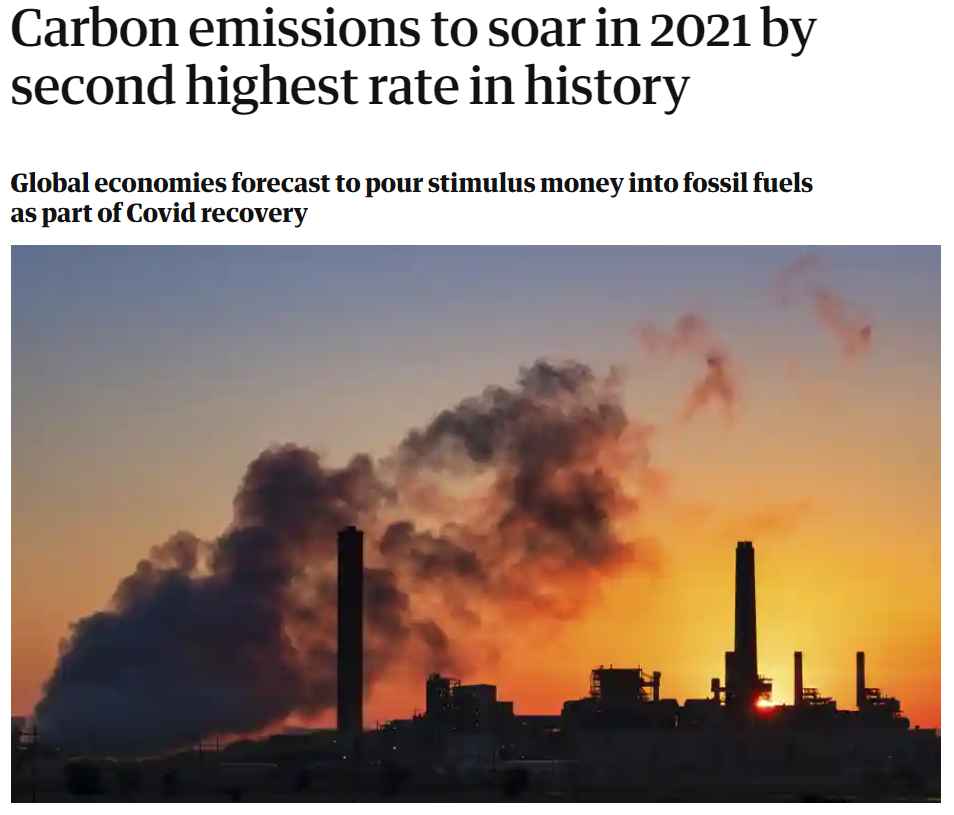 Carbon emissions to soar in 2021 by
second highest rate in history
Global economies forecast to pour stimulus money into fossil fuels
as part of Covid recovery